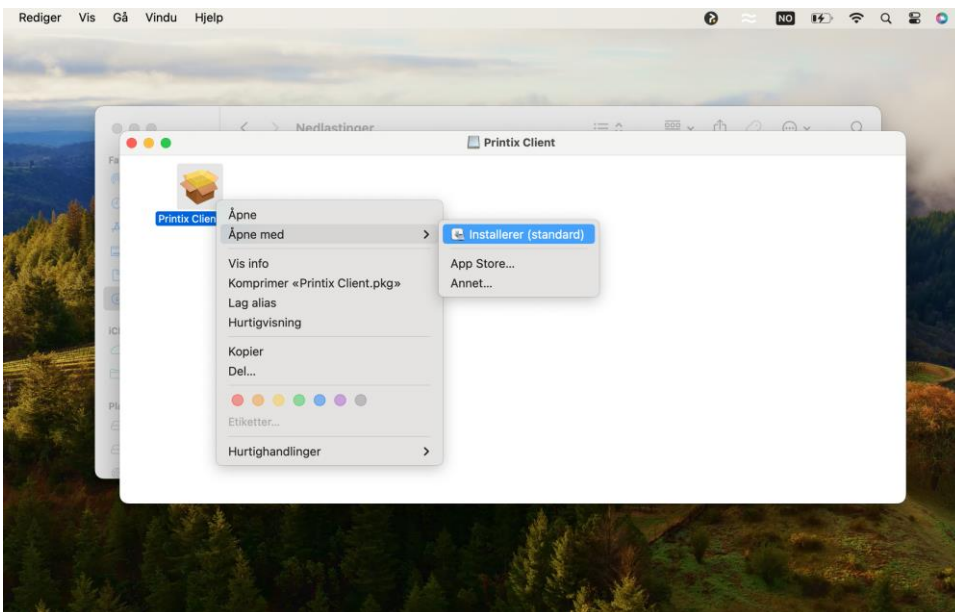 Rediger Vis Gå Vindu Hjelp NO
Nedlastinger
Printix Client
Fa
Printix Clien
Åpne
Åpne med
Installerer (standard)
Vis info
App Store...
Komprimer «Printix Client.pkg»
Annet...
Lag alias
Hurtigvisning
Kopier
Del...
Etiketter...
Hurtighandlinger